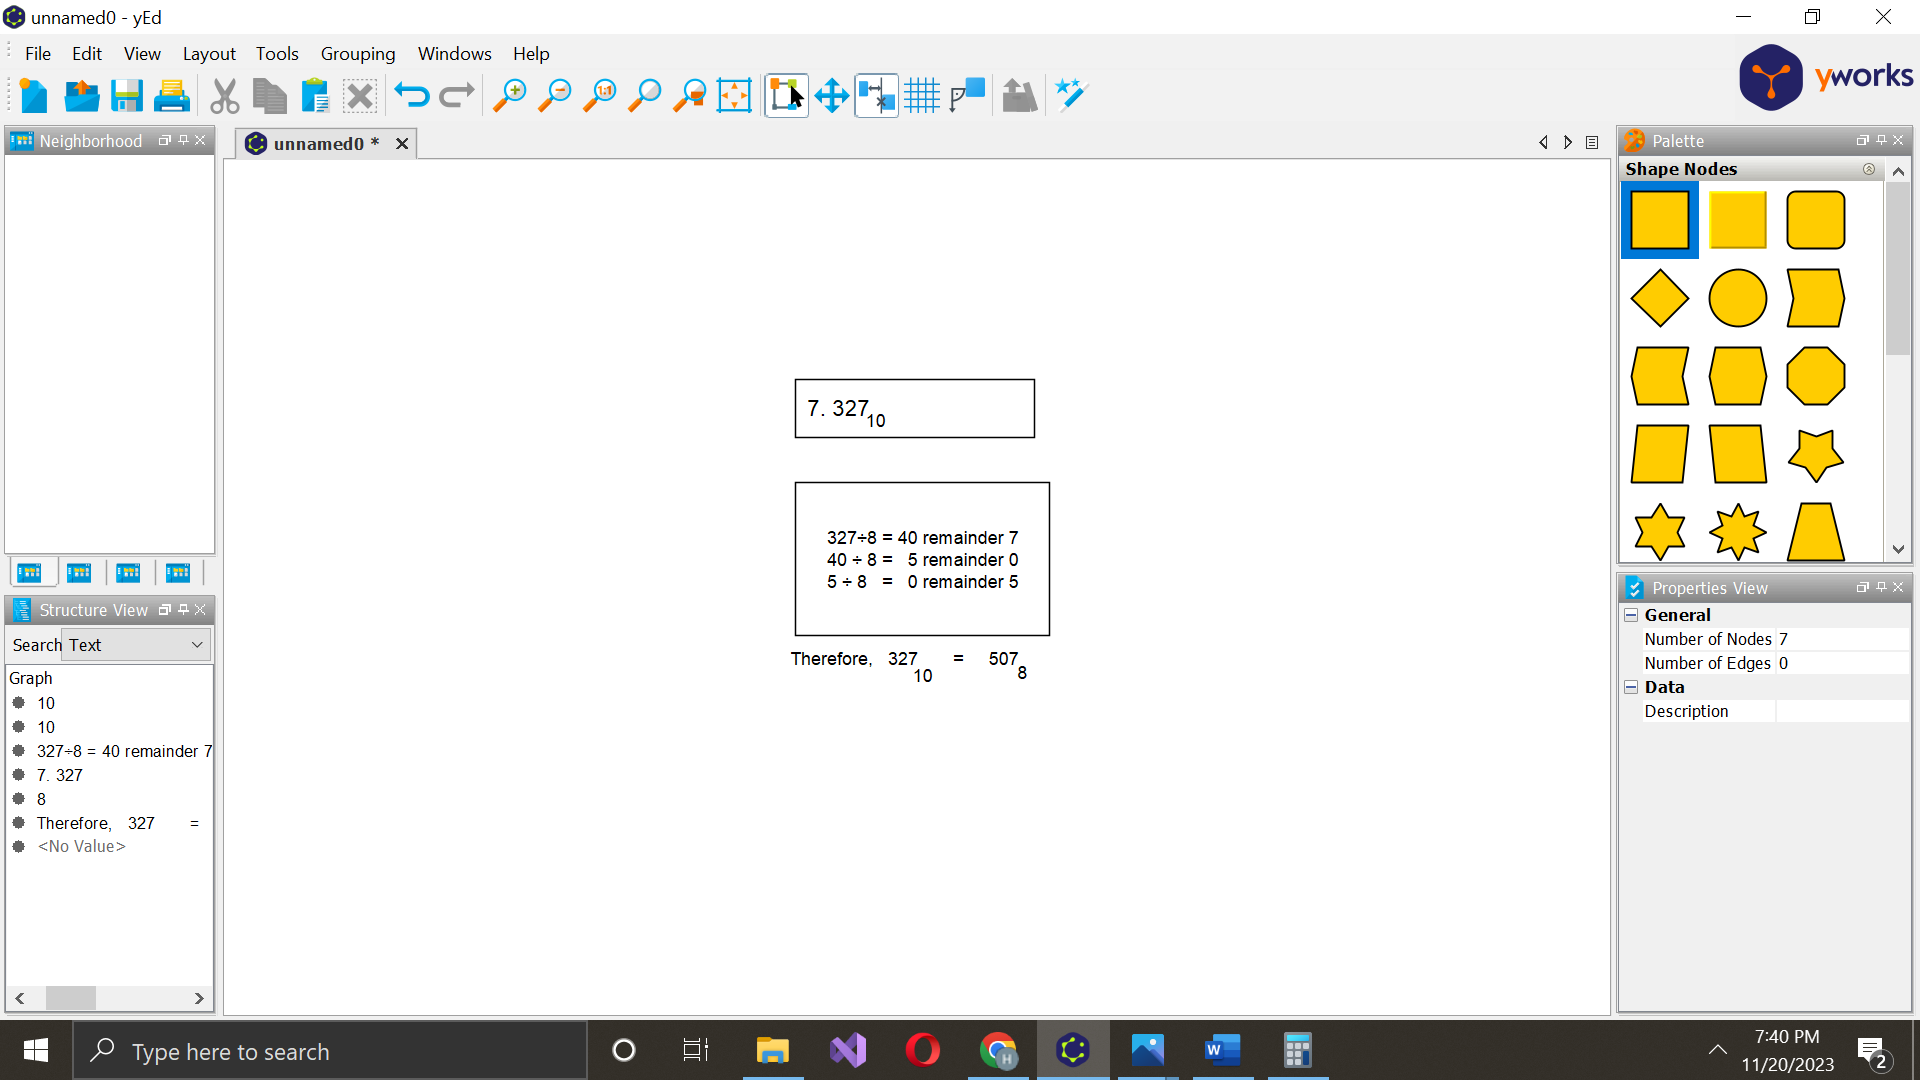 unnamed0 - yEd
File Edit View Layout Tools Grouping Windows Help
yworks
1:1
Neighborhood
unnamed0 *
Palette
Shape Nodes
7. 327 10
327÷8 = 40 remainder 7
40 ÷ 8 = 5 remainder 0
5 ÷ 8 = 0 remainder 5
Therefore, 327 10 = 507 8
Structure View
Search Text
Graph
10
10
327÷8 = 40 remainder 7
7. 327
8
Therefore, 327 =
<No Value>
Properties View
General
Number of Nodes 7
Number of Edges 0
Data
Description
Type here to search
H
W
7:40 PM
11/20/2023
2